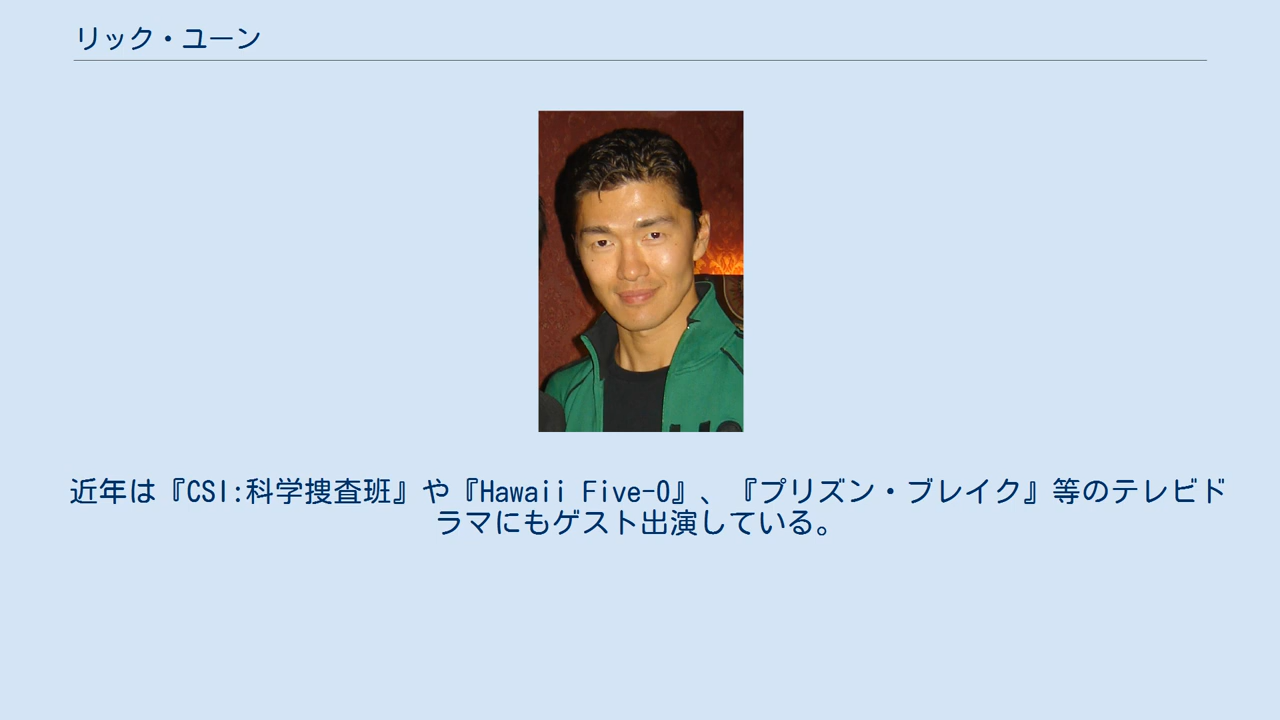 リック・ユーン
近年は『CSI:科学捜査班』や『Hawaii Five-0』、『プリズン・ブレイク』等のテレビド
ラマにもゲスト出演している。